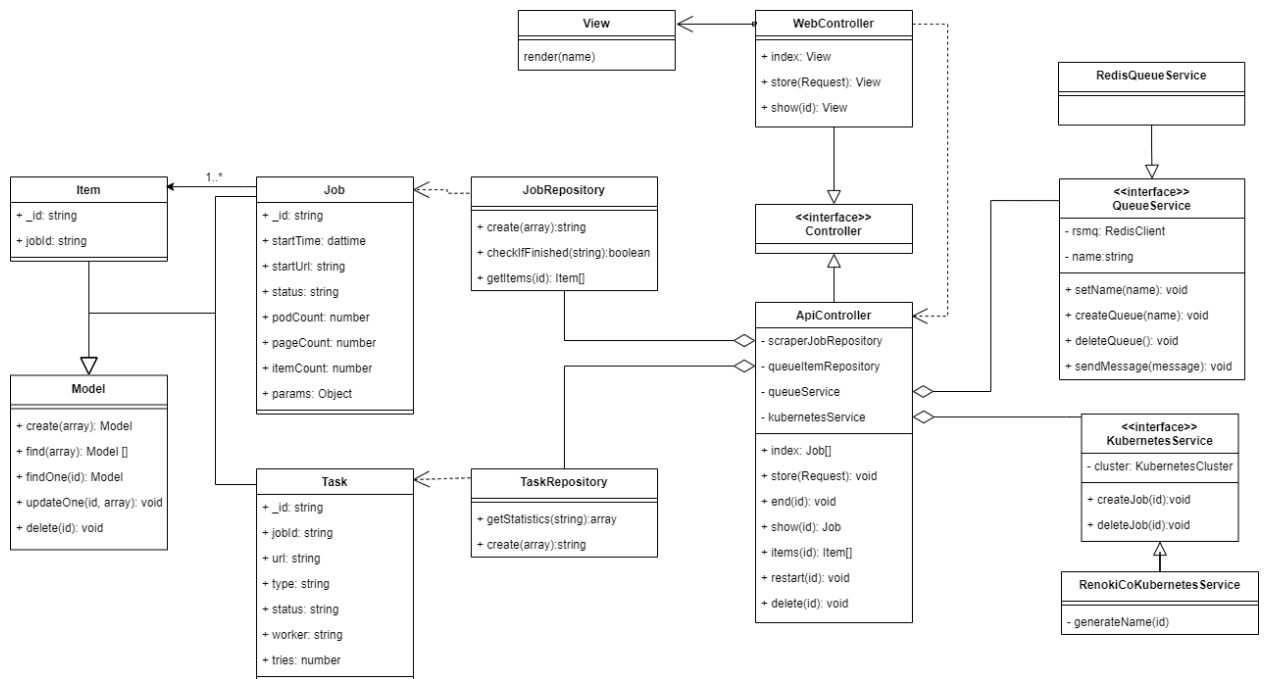 View
render(name)
WebController
+ index: View
+ store(Request): View
+ show(id): View
RedisQueueService
Item
+ _id: string
+ jobId: string
1..*
Job
+ _id: string
+ startTime: dattime
+ startUrl: string
+ status: string
+ podCount: number
+ pageCount: number
+ itemCount: number
+ params: Object
JobRepository
+ create(array):string
+ checkIfFinished(string):boolean
+ getItems(id): Item[]
<<interface>>
Controller
<<interface>>
QueueService
- rsmq: RedisClient
- name:string
+ setName(name): void
+ createQueue(name): void
+ deleteQueue(): void
+ sendMessage(message): void
ApiController
- scraperJobRepository
- queueItemRepository
- queueService
- kubernetesService
+ index: Job[]
+ store(Request): void
+ end(id): void
+ show(id): Job
+ items(id): Item[]
+ restart(id): void
+ delete(id): void
Model
+ create(array): Model
+ find(array): Model []
+ findOne(id): Model
+ updateOne(id, array): void
+ delete(id): void
<<interface>>
KubernetesService
- cluster: KubernetesCluster
+ createJob(id):void
+ deleteJob(id):void
Task
+ _id: string
+ jobId: string
+ url: string
+ type: string
+ status: string
+ worker: string
+ tries: number
TaskRepository
+ getStatistics(string):array
+ create(array):string
RenokiCoKubernetesService
- generateName(id)